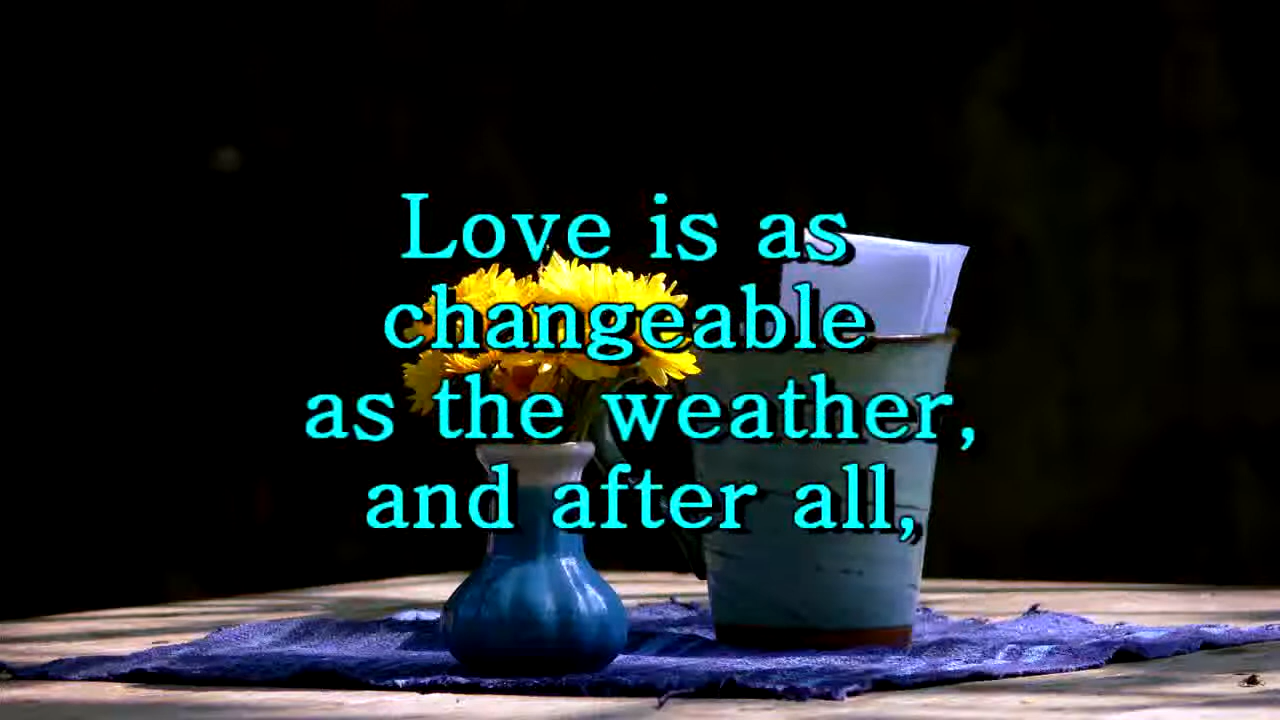 Love is as
changeable
as the weather,
and after all,